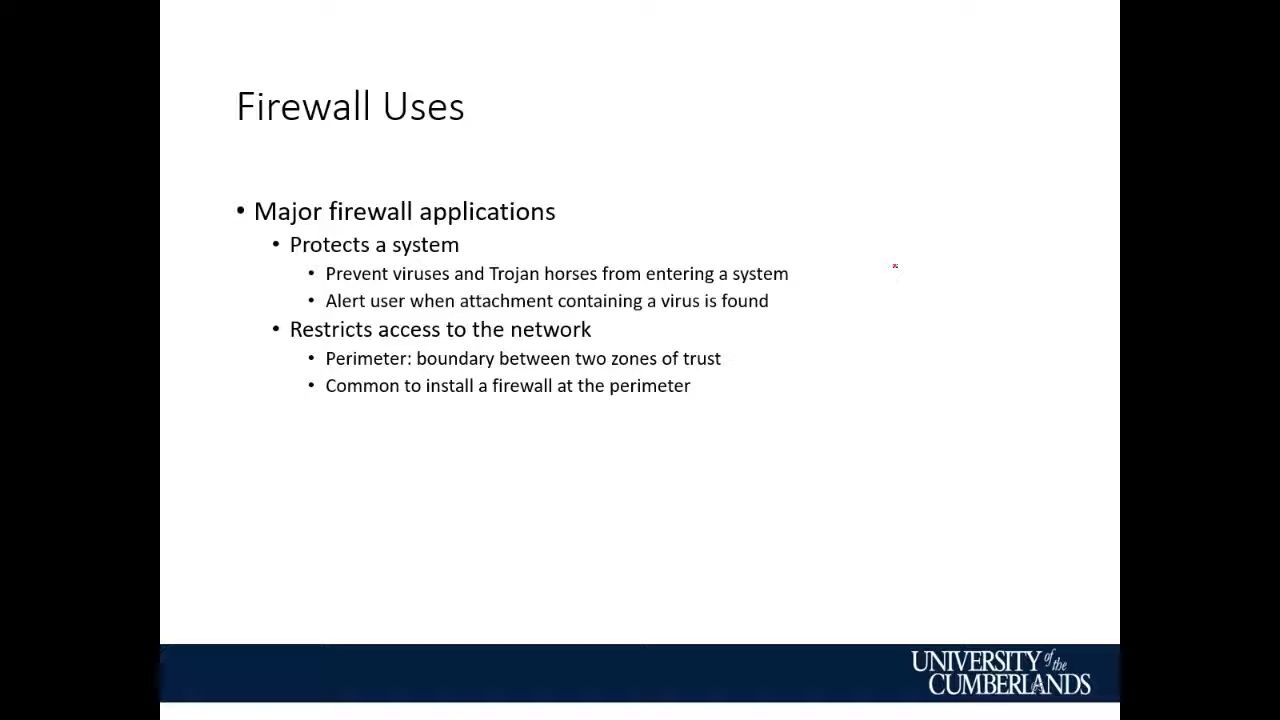 Firewall Uses
• Major firewall applications
• Protects a system
• Prevent viruses and Trojan horses from entering a system
• Alert user when attachment containing a virus is found
• Restricts access to the network
• Perimeter: boundary between two zones of trust
• Common to install a firewall at the perimeter
UNIVERSITY of the
CUMBERLANDS